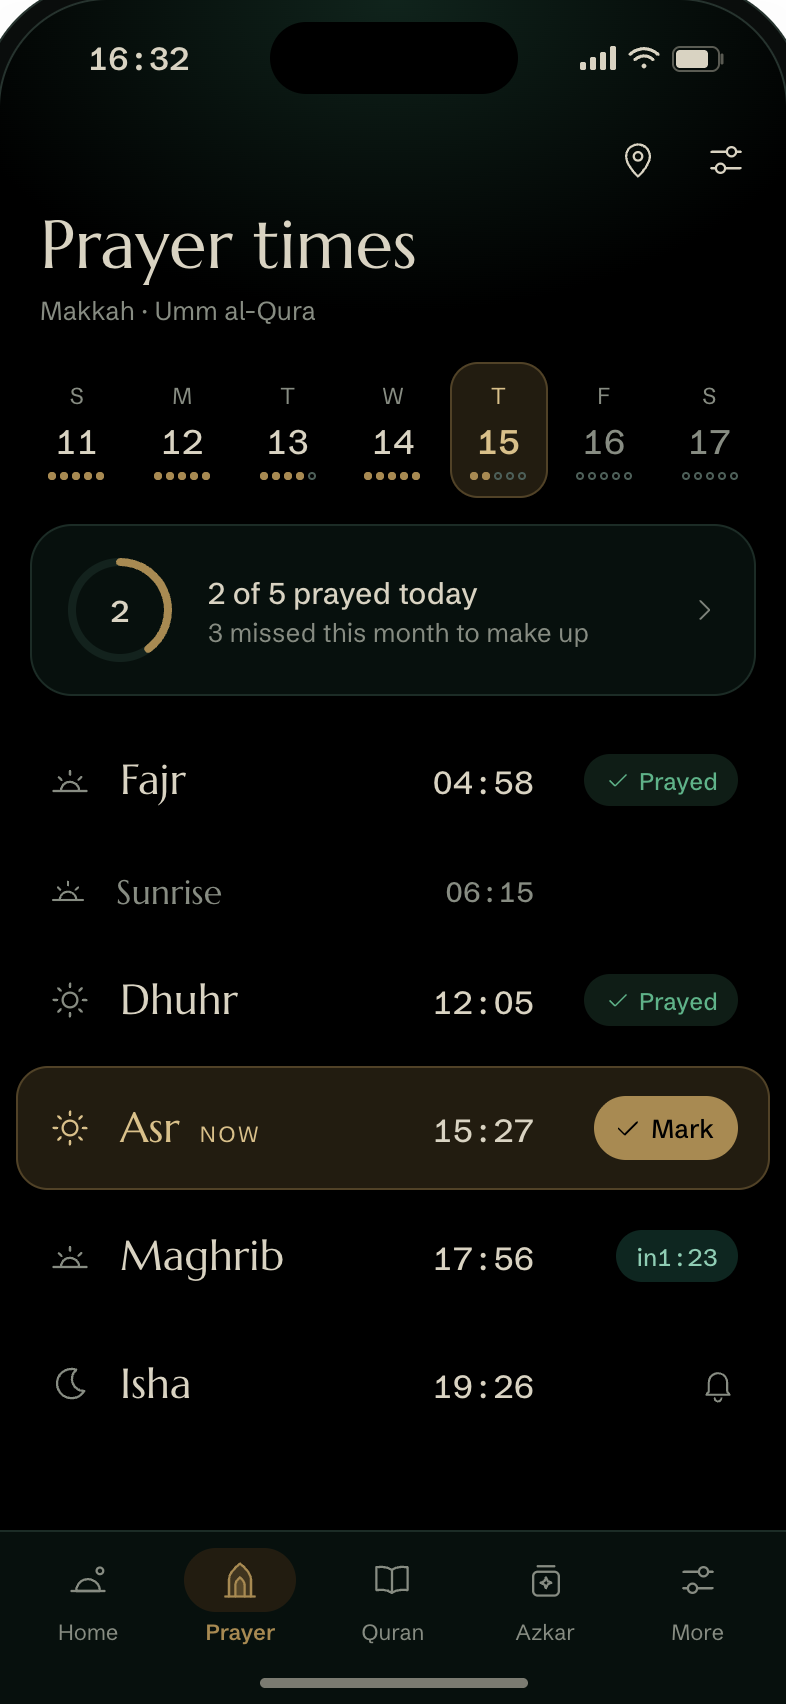 16:32
Prayer times
Makkah · Umm al-Qura
S M T W T F S
11 12 13 14 15 16 17
2
2 of 5 prayed today
3 missed this month to make up
Fajr 04:58 Prayed
Sunrise 06:15
Dhuhr 12:05 Prayed
Asr NOW 15:27 Mark
Maghrib 17:56 in1:23
Isha 19:26
Home Prayer Quran Azkar More